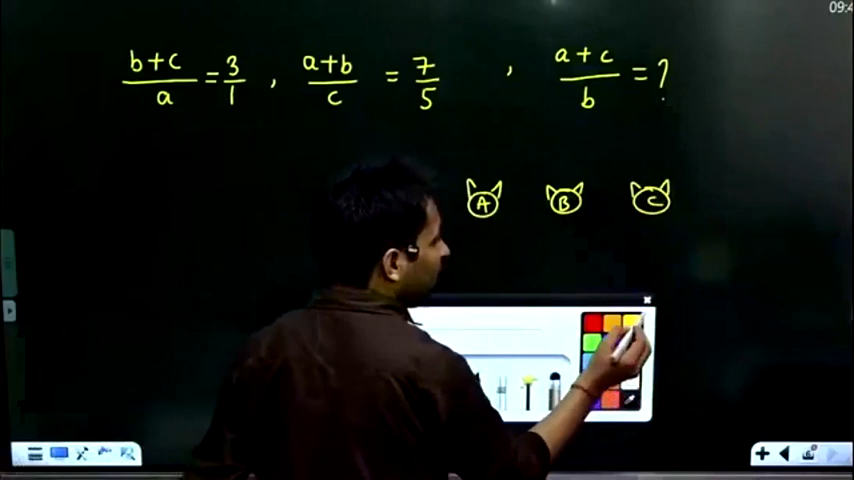 09:4
b+c/a = 3/1 , a+b/c = 7/5 , a+c/b = ?
A B C